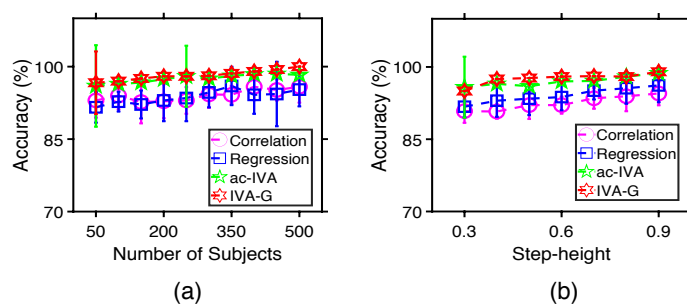 Accuracy (%)
100
85
70
50
200
350
500
Number of Subjects
Correlation
Regression
ac-IVA
IVA-G
(a)
Accuracy (%)
100
85
70
0.3
0.6
0.9
Step-height
Correlation
Regression
ac-IVA
IVA-G
(b)